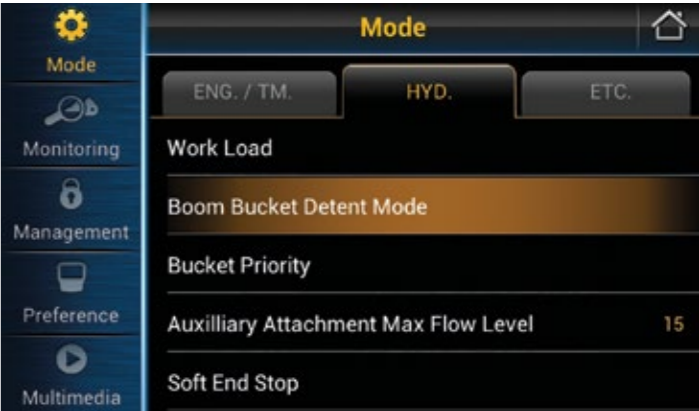 Mode
Mode
ENG. / TM.
HYD.
ETC.
Monitoring
Work Load
Management
Boom Bucket Detent Mode
Bucket Priority
Preference
Auxilliary Attachment Max Flow Level 15
Multimedia
Soft End Stop